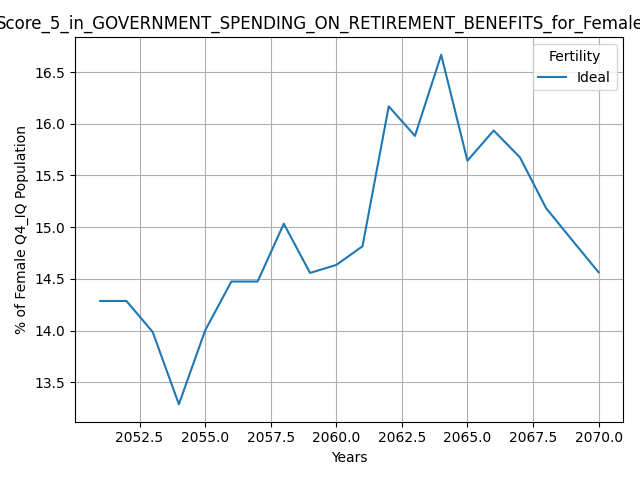 Score_5_in_GOVERNMENT_SPENDING_ON_RETIREMENT_BENEFITS_for_Female
Fertility
Ideal
% of Female Q4_IQ Population
16.5
16.0
15.5
15.0
14.5
14.0
13.5
2052.5 2055.0 2057.5 2060.0 2062.5 2065.0 2067.5 2070.0
Years